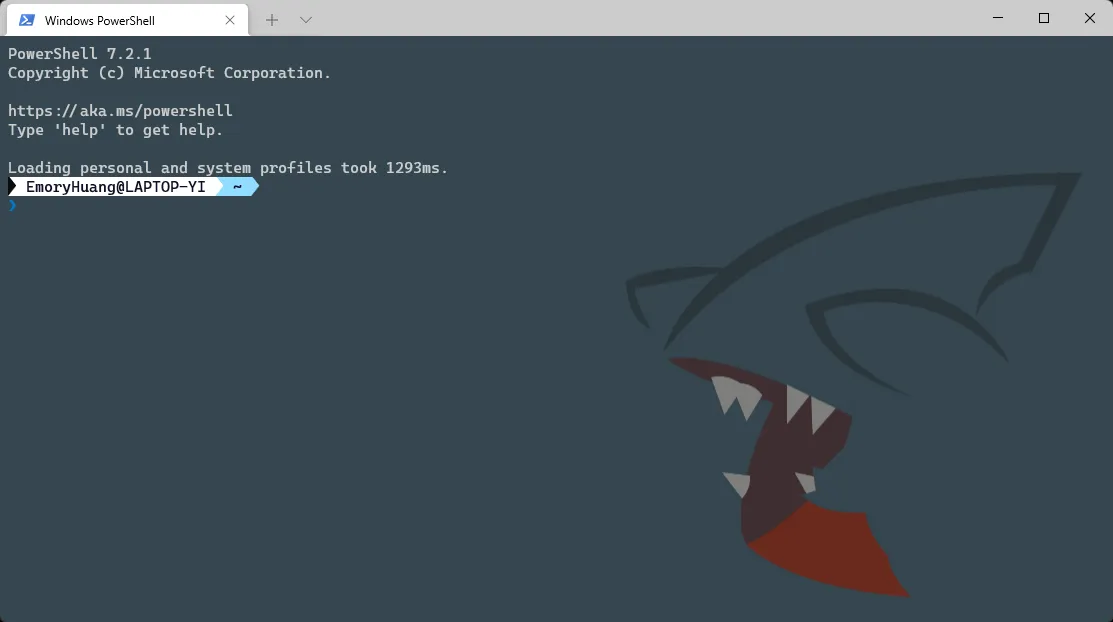 Windows PowerShell
PowerShell 7.2.1
Copyright (c) Microsoft Corporation.
https://aka.ms/powershell
Type 'help' to get help.
Loading personal and system profiles took 1293ms.
EmoryHuang@LAPTOP-YI ~
❯